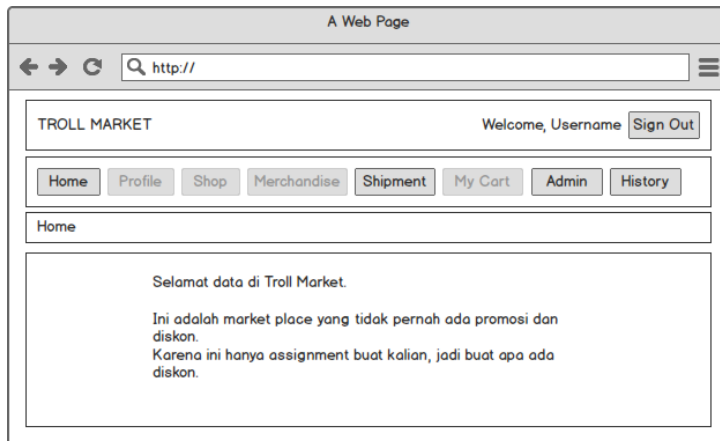 A Web Page
http://
TROLL MARKET Welcome, Username Sign Out
Home Profile Shop Merchandise Shipment My Cart Admin History
Home
Selamat data di Troll Market.
Ini adalah market place yang tidak pernah ada promosi dan
diskon.
Karena ini hanya assignment buat kalian, jadi buat apa ada
diskon.